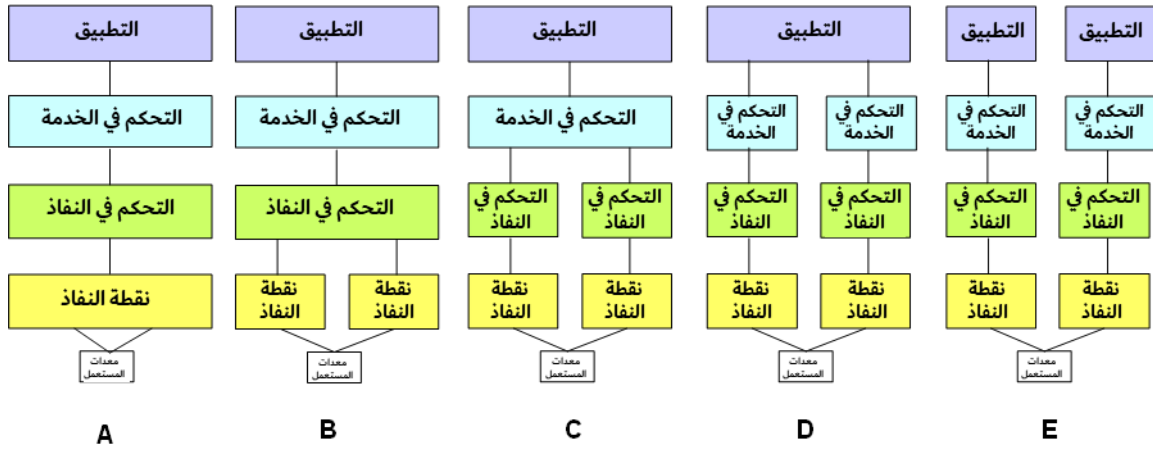 التطبيق
التحكم في الخدمة
التحكم في النفاذ
نقطة النفاذ
معدات
المستعمل
A
التطبيق
التحكم في الخدمة
التحكم في النفاذ
نقطة
النفاذ
نقطة
النفاذ
معدات
المستعمل
B
التطبيق
التحكم في الخدمة
التحكم في
النفاذ
التحكم في
النفاذ
نقطة
النفاذ
نقطة
النفاذ
معدات
المستعمل
C
التطبيق
التحكم في
الخدمة
التحكم في
الخدمة
التحكم في
النفاذ
التحكم في
النفاذ
نقطة
النفاذ
نقطة
النفاذ
معدات
المستعمل
D
التطبيق
التطبيق
التحكم في
الخدمة
التحكم في
الخدمة
التحكم في
النفاذ
التحكم في
النفاذ
نقطة
النفاذ
نقطة
النفاذ
معدات
المستعمل
E